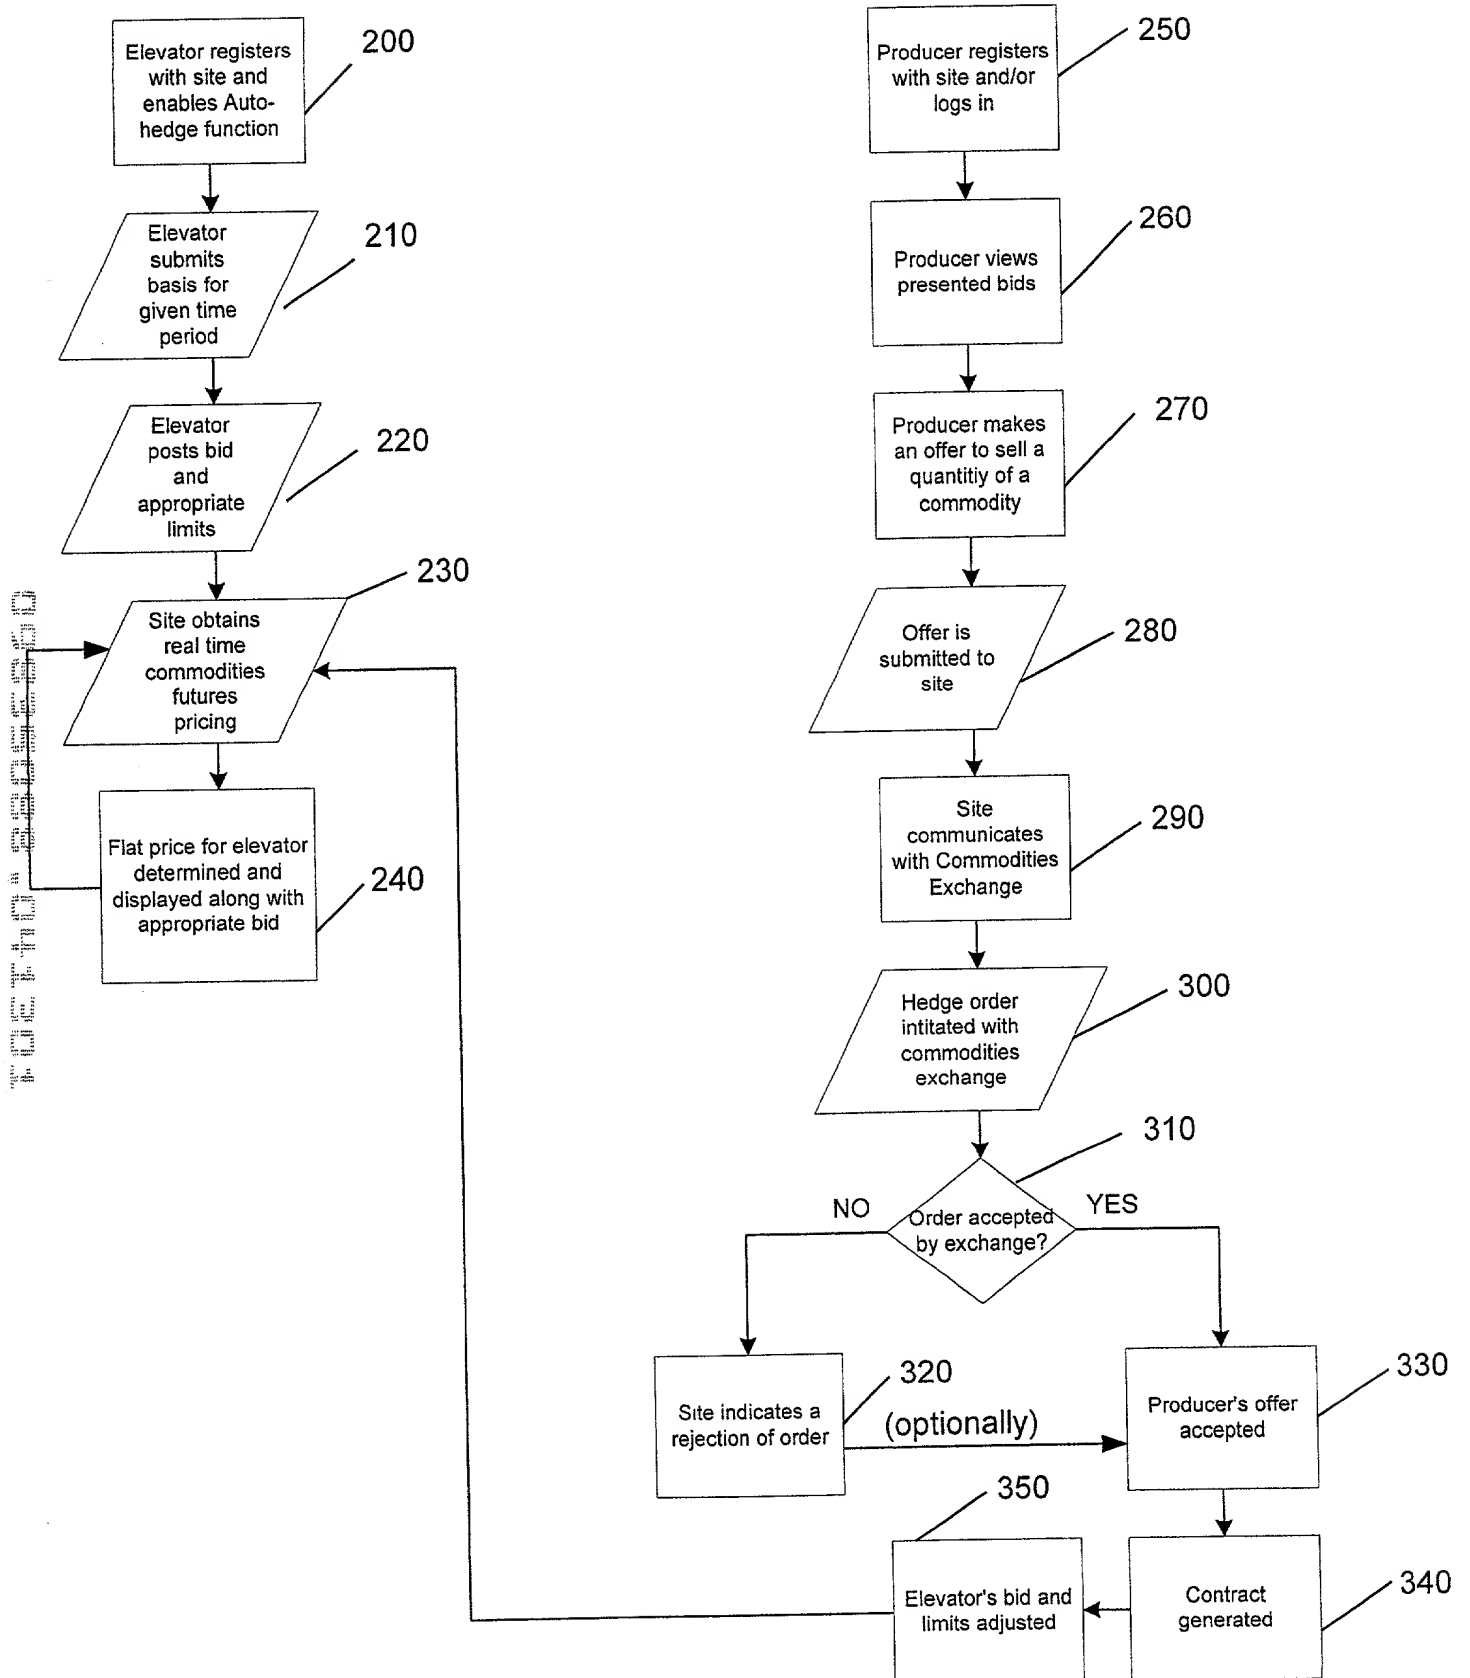 Elevator registers
with site and
enables Auto-
hedge function
200
Elevator
submits
basis for
given time
period
210
Elevator
posts bid
and
appropriate
limits
220
Site obtains
real time
commodities
futures
pricing
230
Flat price for elevator
determined and
displayed along with
appropriate bid
240
Producer registers
with site and/or
logs in
250
Producer views
presented bids
260
Producer makes
an offer to sell a
quantitiy of a
commodity
270
Offer is
submitted to
site
280
Site
communicates
with Commodities
Exchange
290
Hedge order
intitated with
commodities
exchange
300
310
NO
Order accepted
by exchange?
YES
Site indicates a
rejection of order
320
(optionally)
Producer's offer
accepted
330
Contract
generated
340
Elevator's bid and
limits adjusted
350